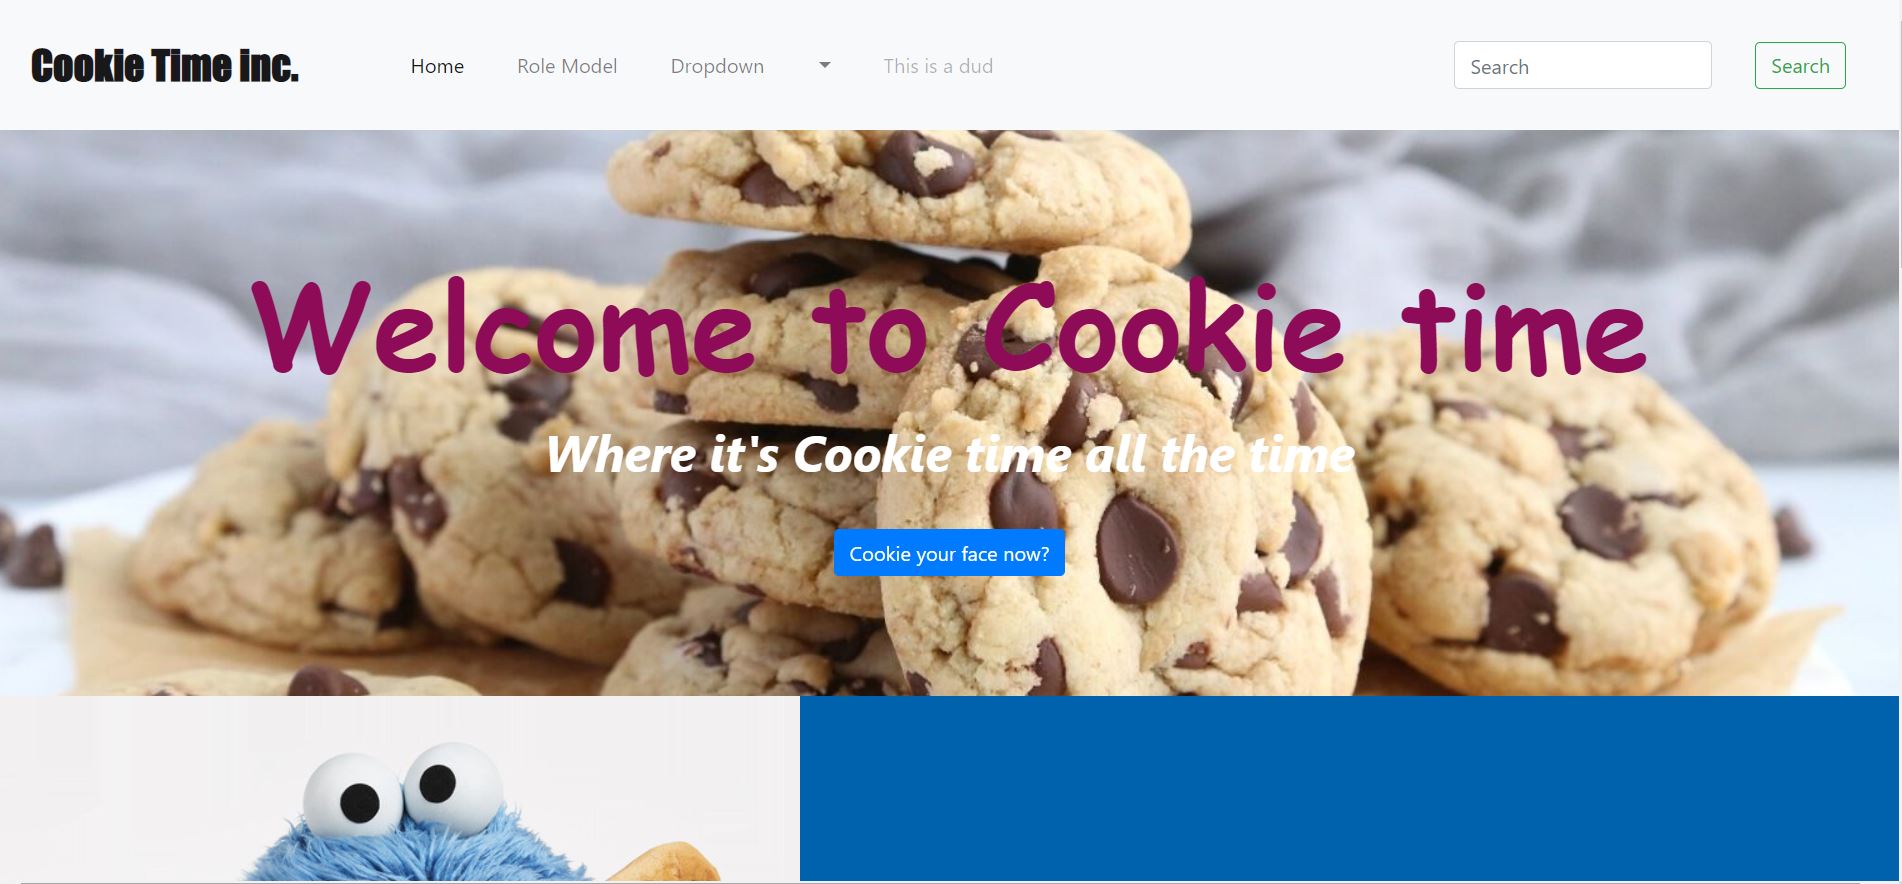 Cookie Time inc.
Home
Role Model
Dropdown
This is a dud
Search
Search
Welcome to Cookie time
Where it's Cookie time all the time
Cookie your face now?